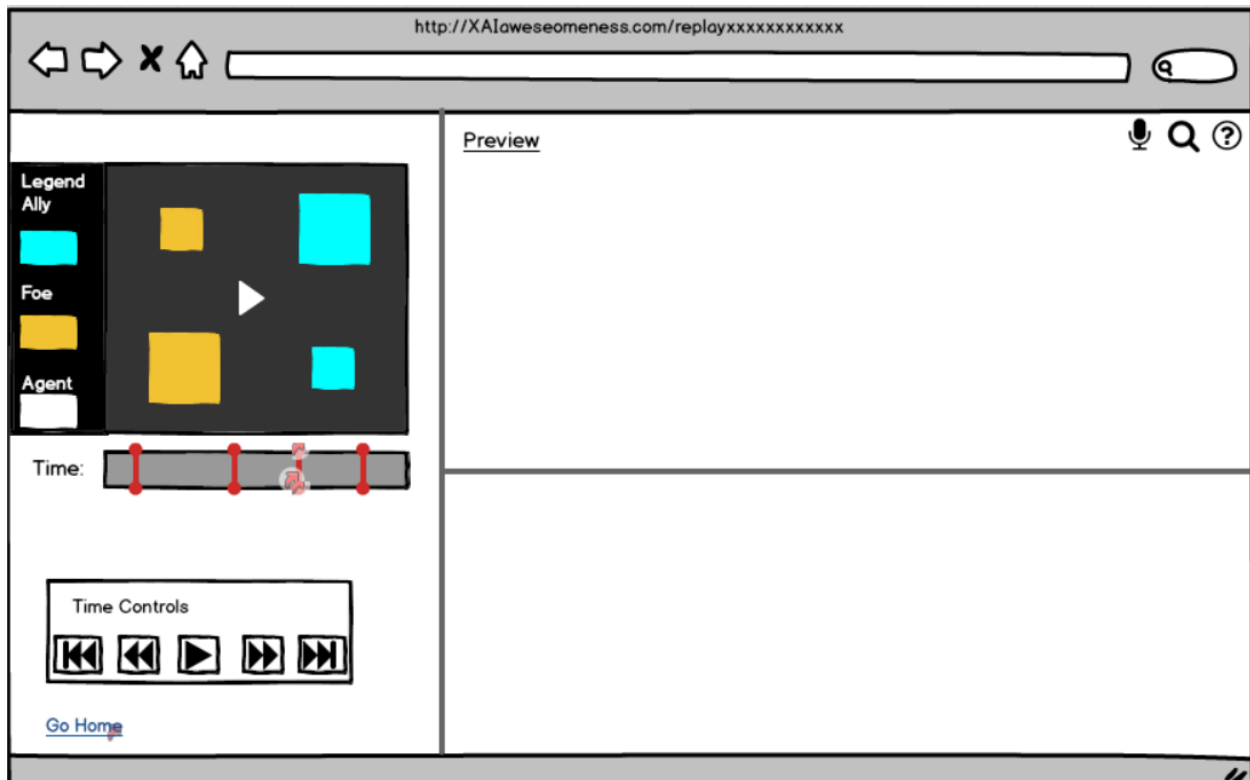 http://XAIaweseomeness.com/replayxxxxxxxxxxxx
Preview
Legend
Ally
Foe
Agent
Time:
Time Controls
Go Home